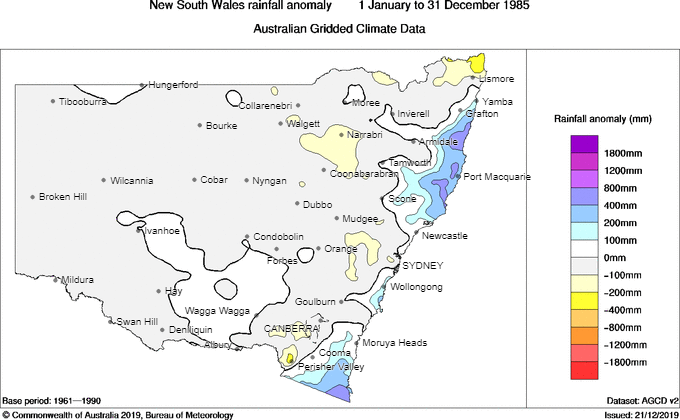 New South Wales rainfall anomaly 1 January to 31 December 1985
Australian Gridded Climate Data
Hungerford
Lismore
Tibooburra
Collarenebri
Moree
Yamba
Inverell
Grafton
Bourke
Walgett
Narrabri
Armidale
Tamworth
Coonabarabran
Port Macquarie
Wilcannia
Cobar
Nyngan
Broken Hill
Scone
Dubbo
Mudgee
Ivanhoe
Condobolin
Newcastle
Forbes
Orange
SYDNEY
Mildura
Wollongong
Hay
Goulburn
Wagga Wagga
Swan Hill
Deniliquin
CANBERRA
Albury
Cooma
Moruya Heads
Perisher Valley
Rainfall anomaly (mm)
1800mm
1200mm
800mm
400mm
200mm
100mm
0mm
-100mm
-200mm
-400mm
-800mm
-1200mm
-1800mm
Base period: 1961—1990
Dataset: AGCD v2
© Commonwealth of Australia 2019, Bureau of Meteorology
Issued: 21/12/2019